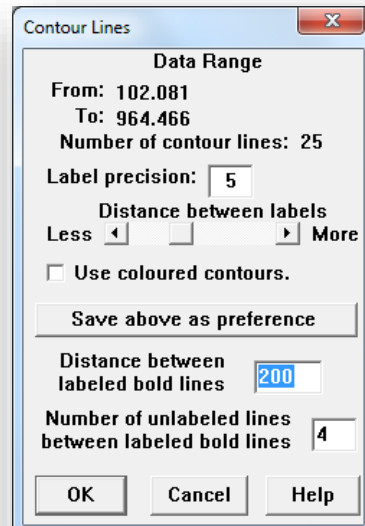 Contour Lines
Data Range
From: 102.081
To: 964.466
Number of contour lines: 25
Label precision: 5
Distance between labels
Less More
Use coloured contours.
Save above as preference
Distance between
labeled bold lines 200
Number of unlabeled lines
between labeled bold lines 4
OK Cancel Help